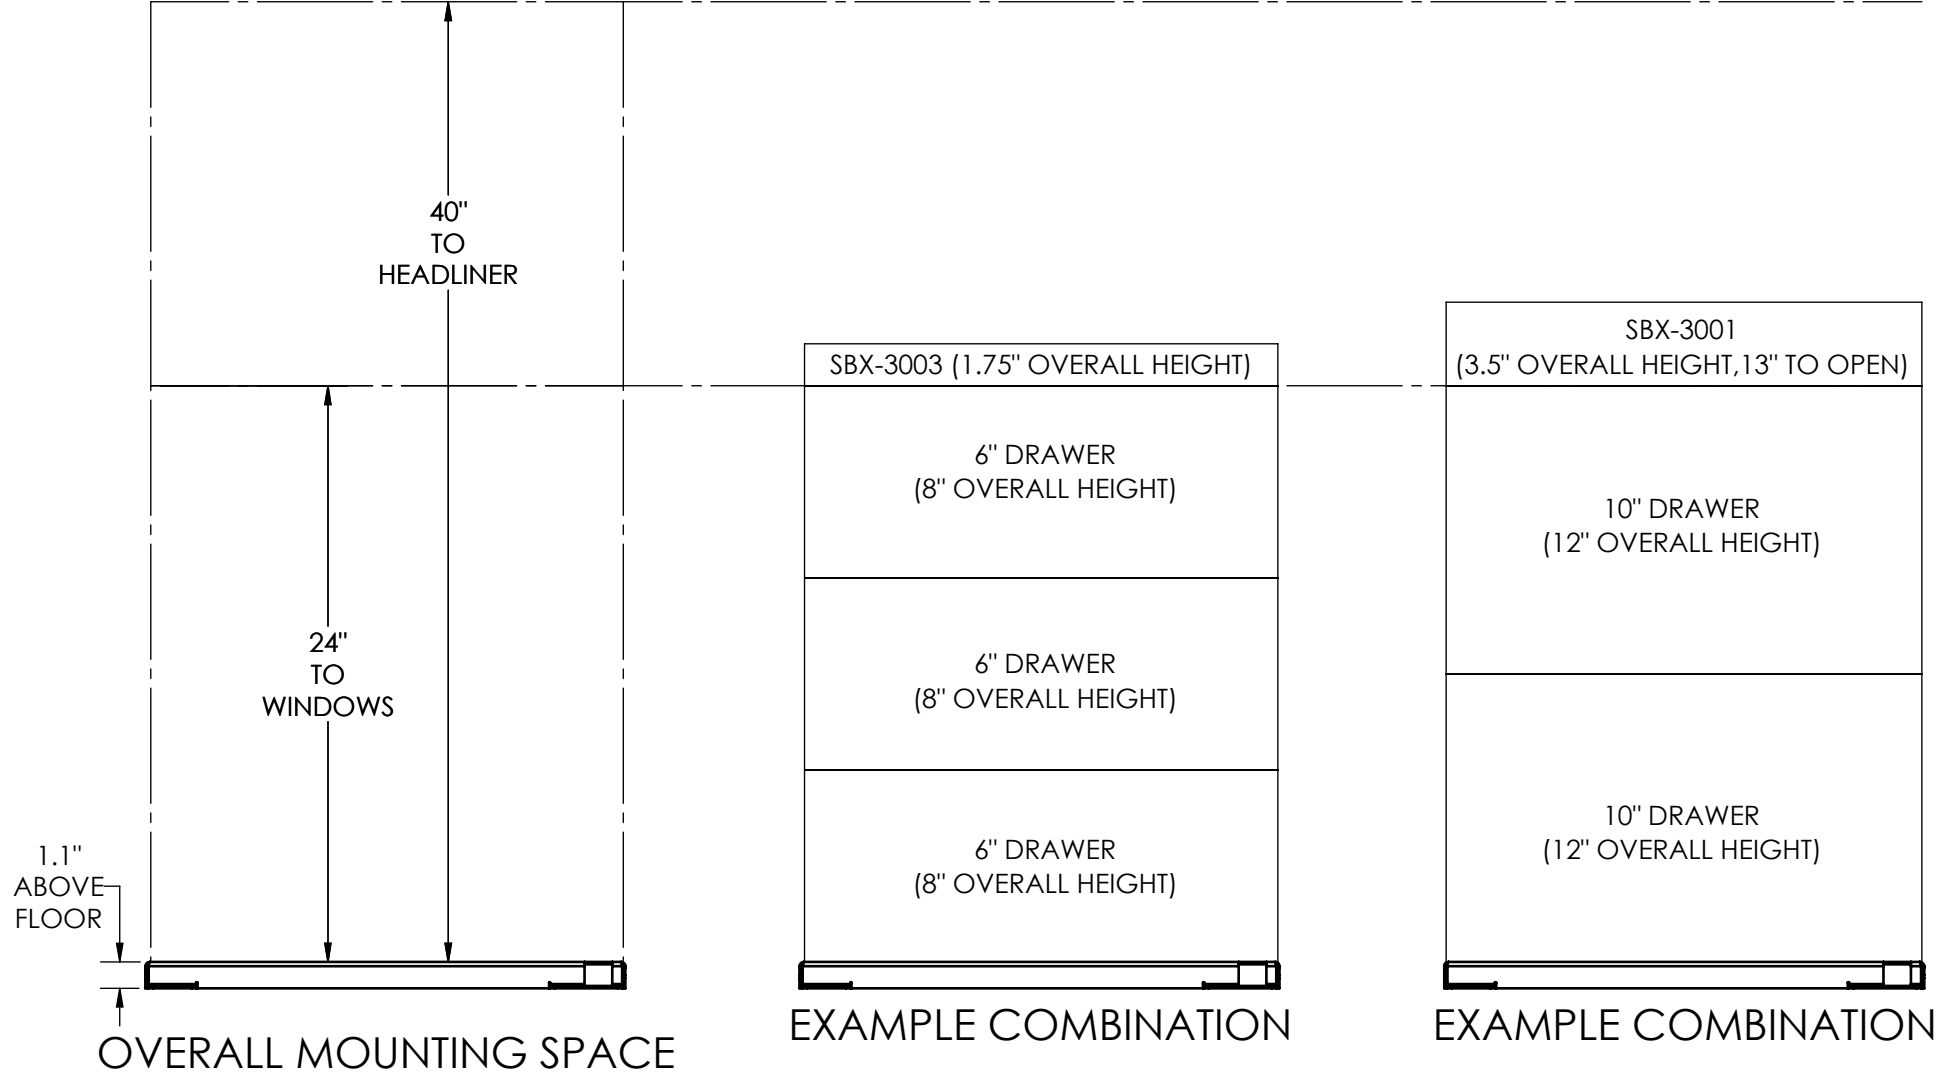 40"
TO
HEADLINER
24"
TO
WINDOWS
1.1"
ABOVE
FLOOR
OVERALL MOUNTING SPACE
SBX-3003 (1.75" OVERALL HEIGHT)
6" DRAWER
(8" OVERALL HEIGHT)
6" DRAWER
(8" OVERALL HEIGHT)
6" DRAWER
(8" OVERALL HEIGHT)
EXAMPLE COMBINATION
SBX-3001
(3.5" OVERALL HEIGHT,13" TO OPEN)
10" DRAWER
(12" OVERALL HEIGHT)
10" DRAWER
(12" OVERALL HEIGHT)
EXAMPLE COMBINATION